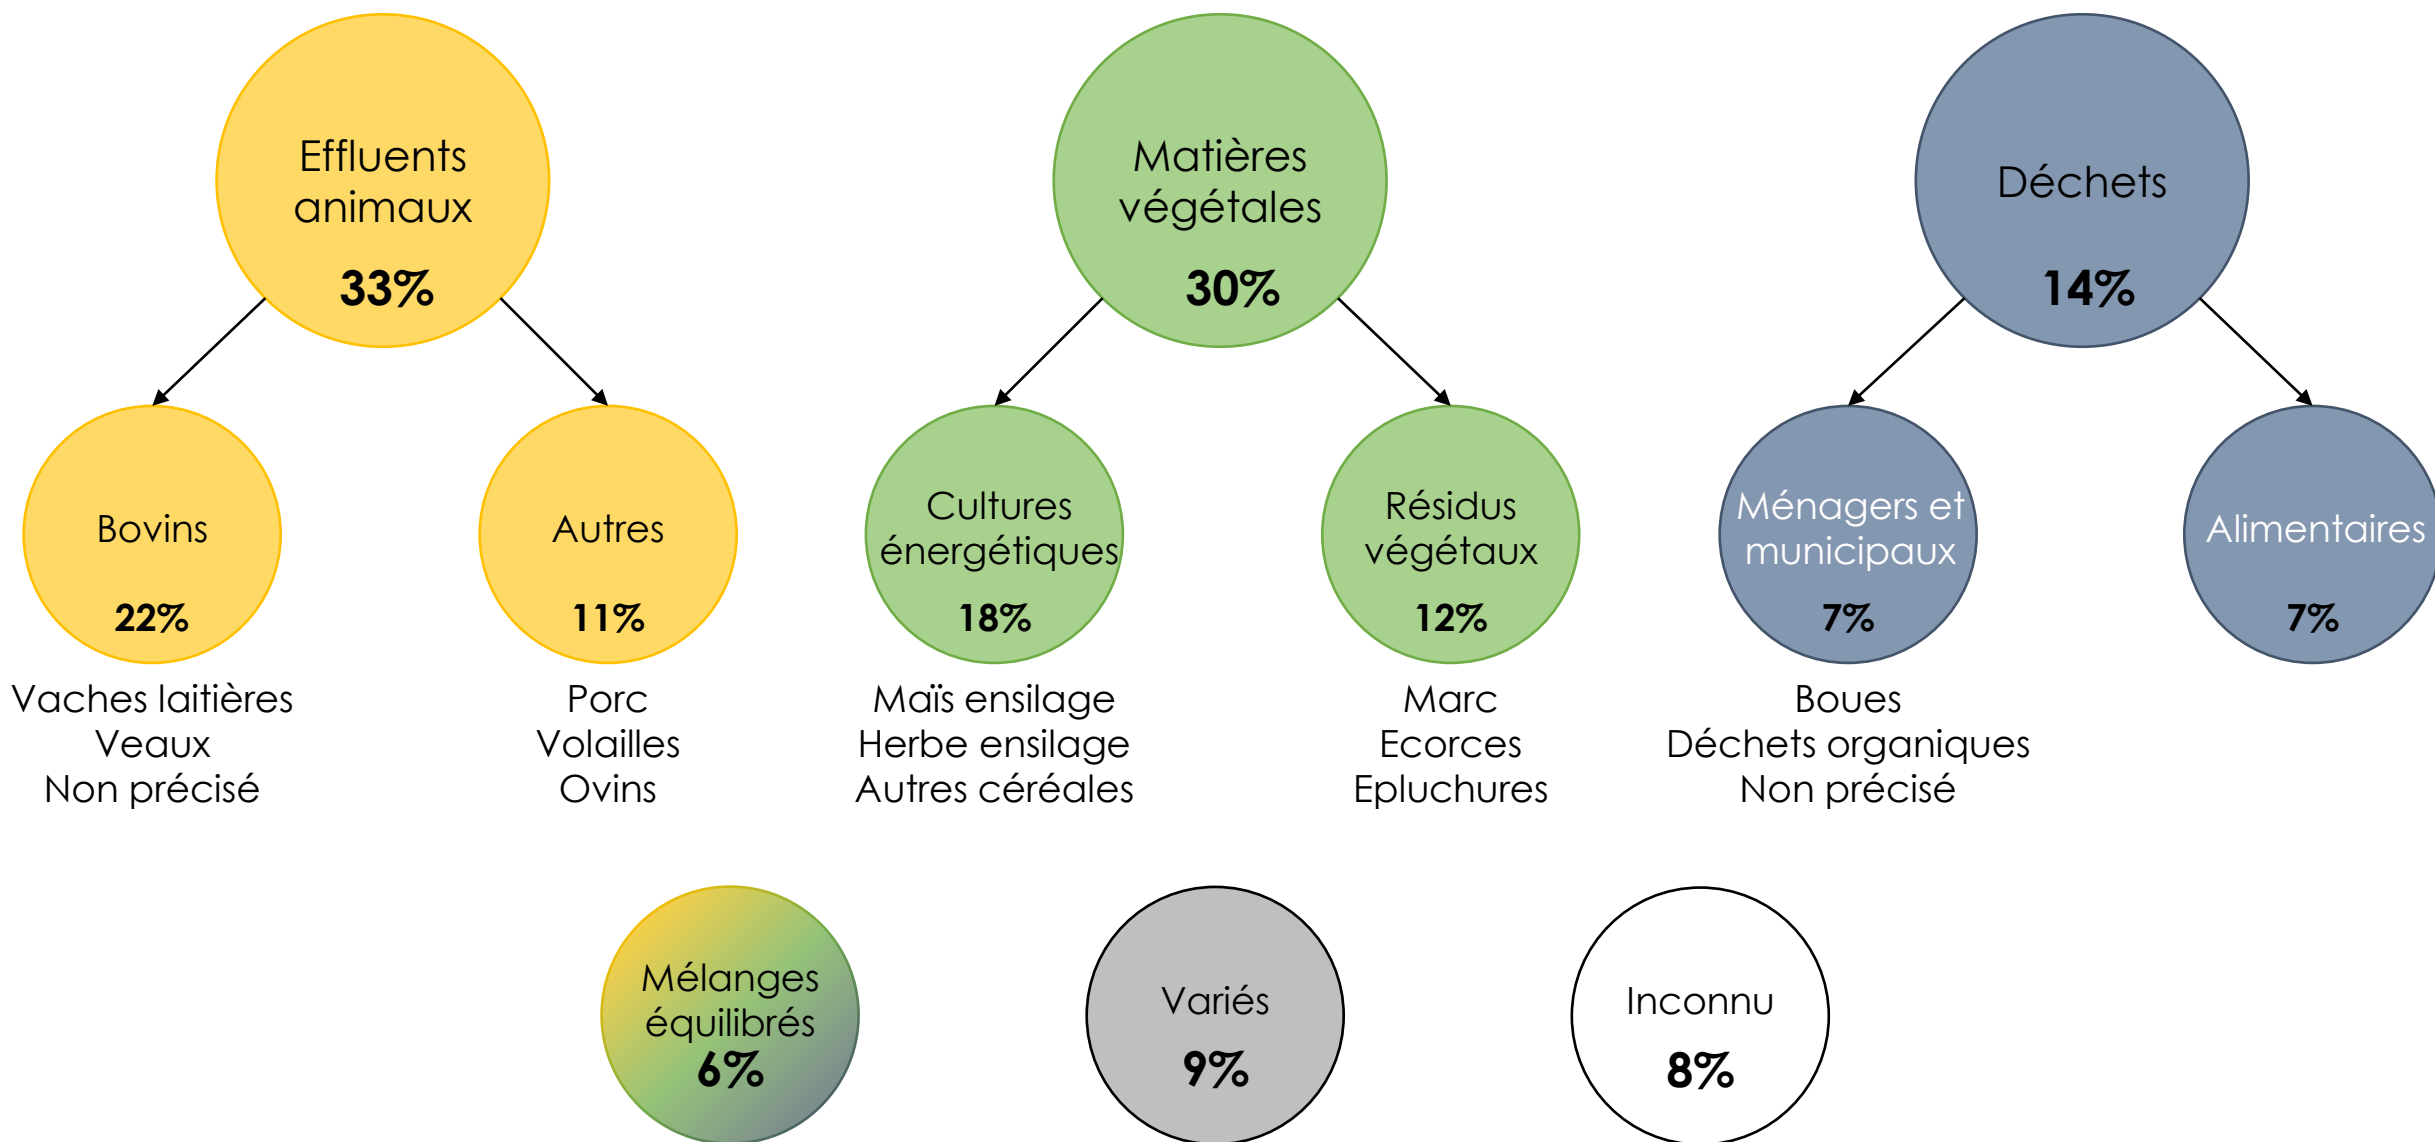 Effluents
animaux
33%
Matières
végétales
30%
Déchets
14%
Bovins
22%
Autres
11%
Cultures
énergétiques
18%
Résidus
végétaux
12%
Ménagers et
municipaux
7%
Alimentaires
7%
Vaches laitières
Veaux
Non précisé
Porc
Volailles
Ovins
Maïs ensilage
Herbe ensilage
Autres céréales
Marc
Ecorces
Epluchures
Boues
Déchets organiques
Non précisé
Mélanges
équilibrés
6%
Variés
9%
Inconnu
8%